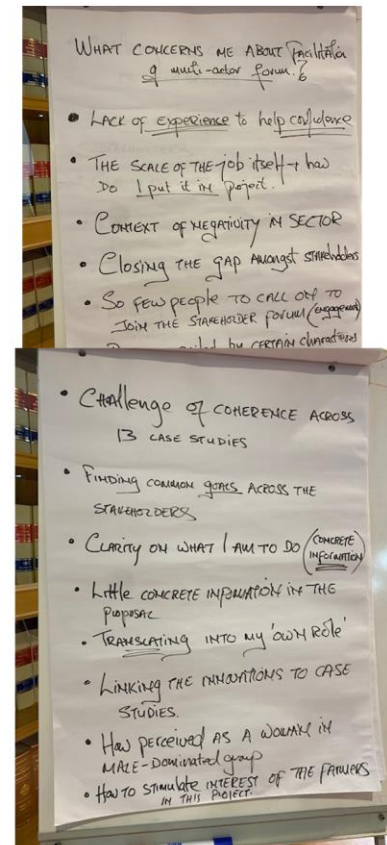 WHAT CONCERNS ME ABOUT Facilitation
of multi-actor forum.?
• LACK OF experience to help confidence
• THE SCALE OF THE job itself → how
DO I put it IN project.
• CONTEXT OF NEGATIVITY IN SECTOR
• Closing THE gap Amongst STAKEholders
• So few people TO CALL ON TO
JOIN THE STAKEHOLDER forum (engagement)
by CERTAIN characters
• Challenge of COHERENCE ACROSS
13 CASE STUDIES
• FINDING COMMON goals ACROSS THE
STAKEHOLDERS
• CLARITY ON WHAT I AM TO DO (CONCRETE
INFORMATION)
• Little CONCRETE INFORMATION IN THE
PROPOSAL
• TRANSLATING INTO my 'OWN ROLE'
• LINKING THE INNOVATIONS TO CASE
STUDIES.
• How perceived AS A WOMAN IN
MALE-Dominated group
• HOW TO STIMULATE INTEREST OF THE FARMERS
IN THIS PROJECT.